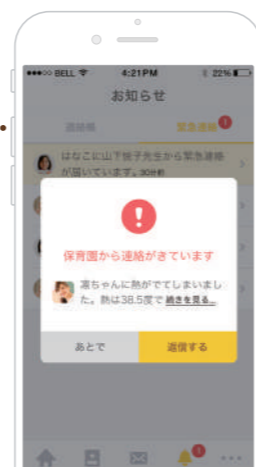 BELL 4:21PM 22%
お知らせ
連絡帳 緊急連絡 1
はなこに山下悦子先生から緊急連絡
が届いています。30分前
!
保育園から連絡がきています
凛ちゃんに熱がでてしまいまし
た。熱は38.5度で 続きを見る...
あとで 返信する
1